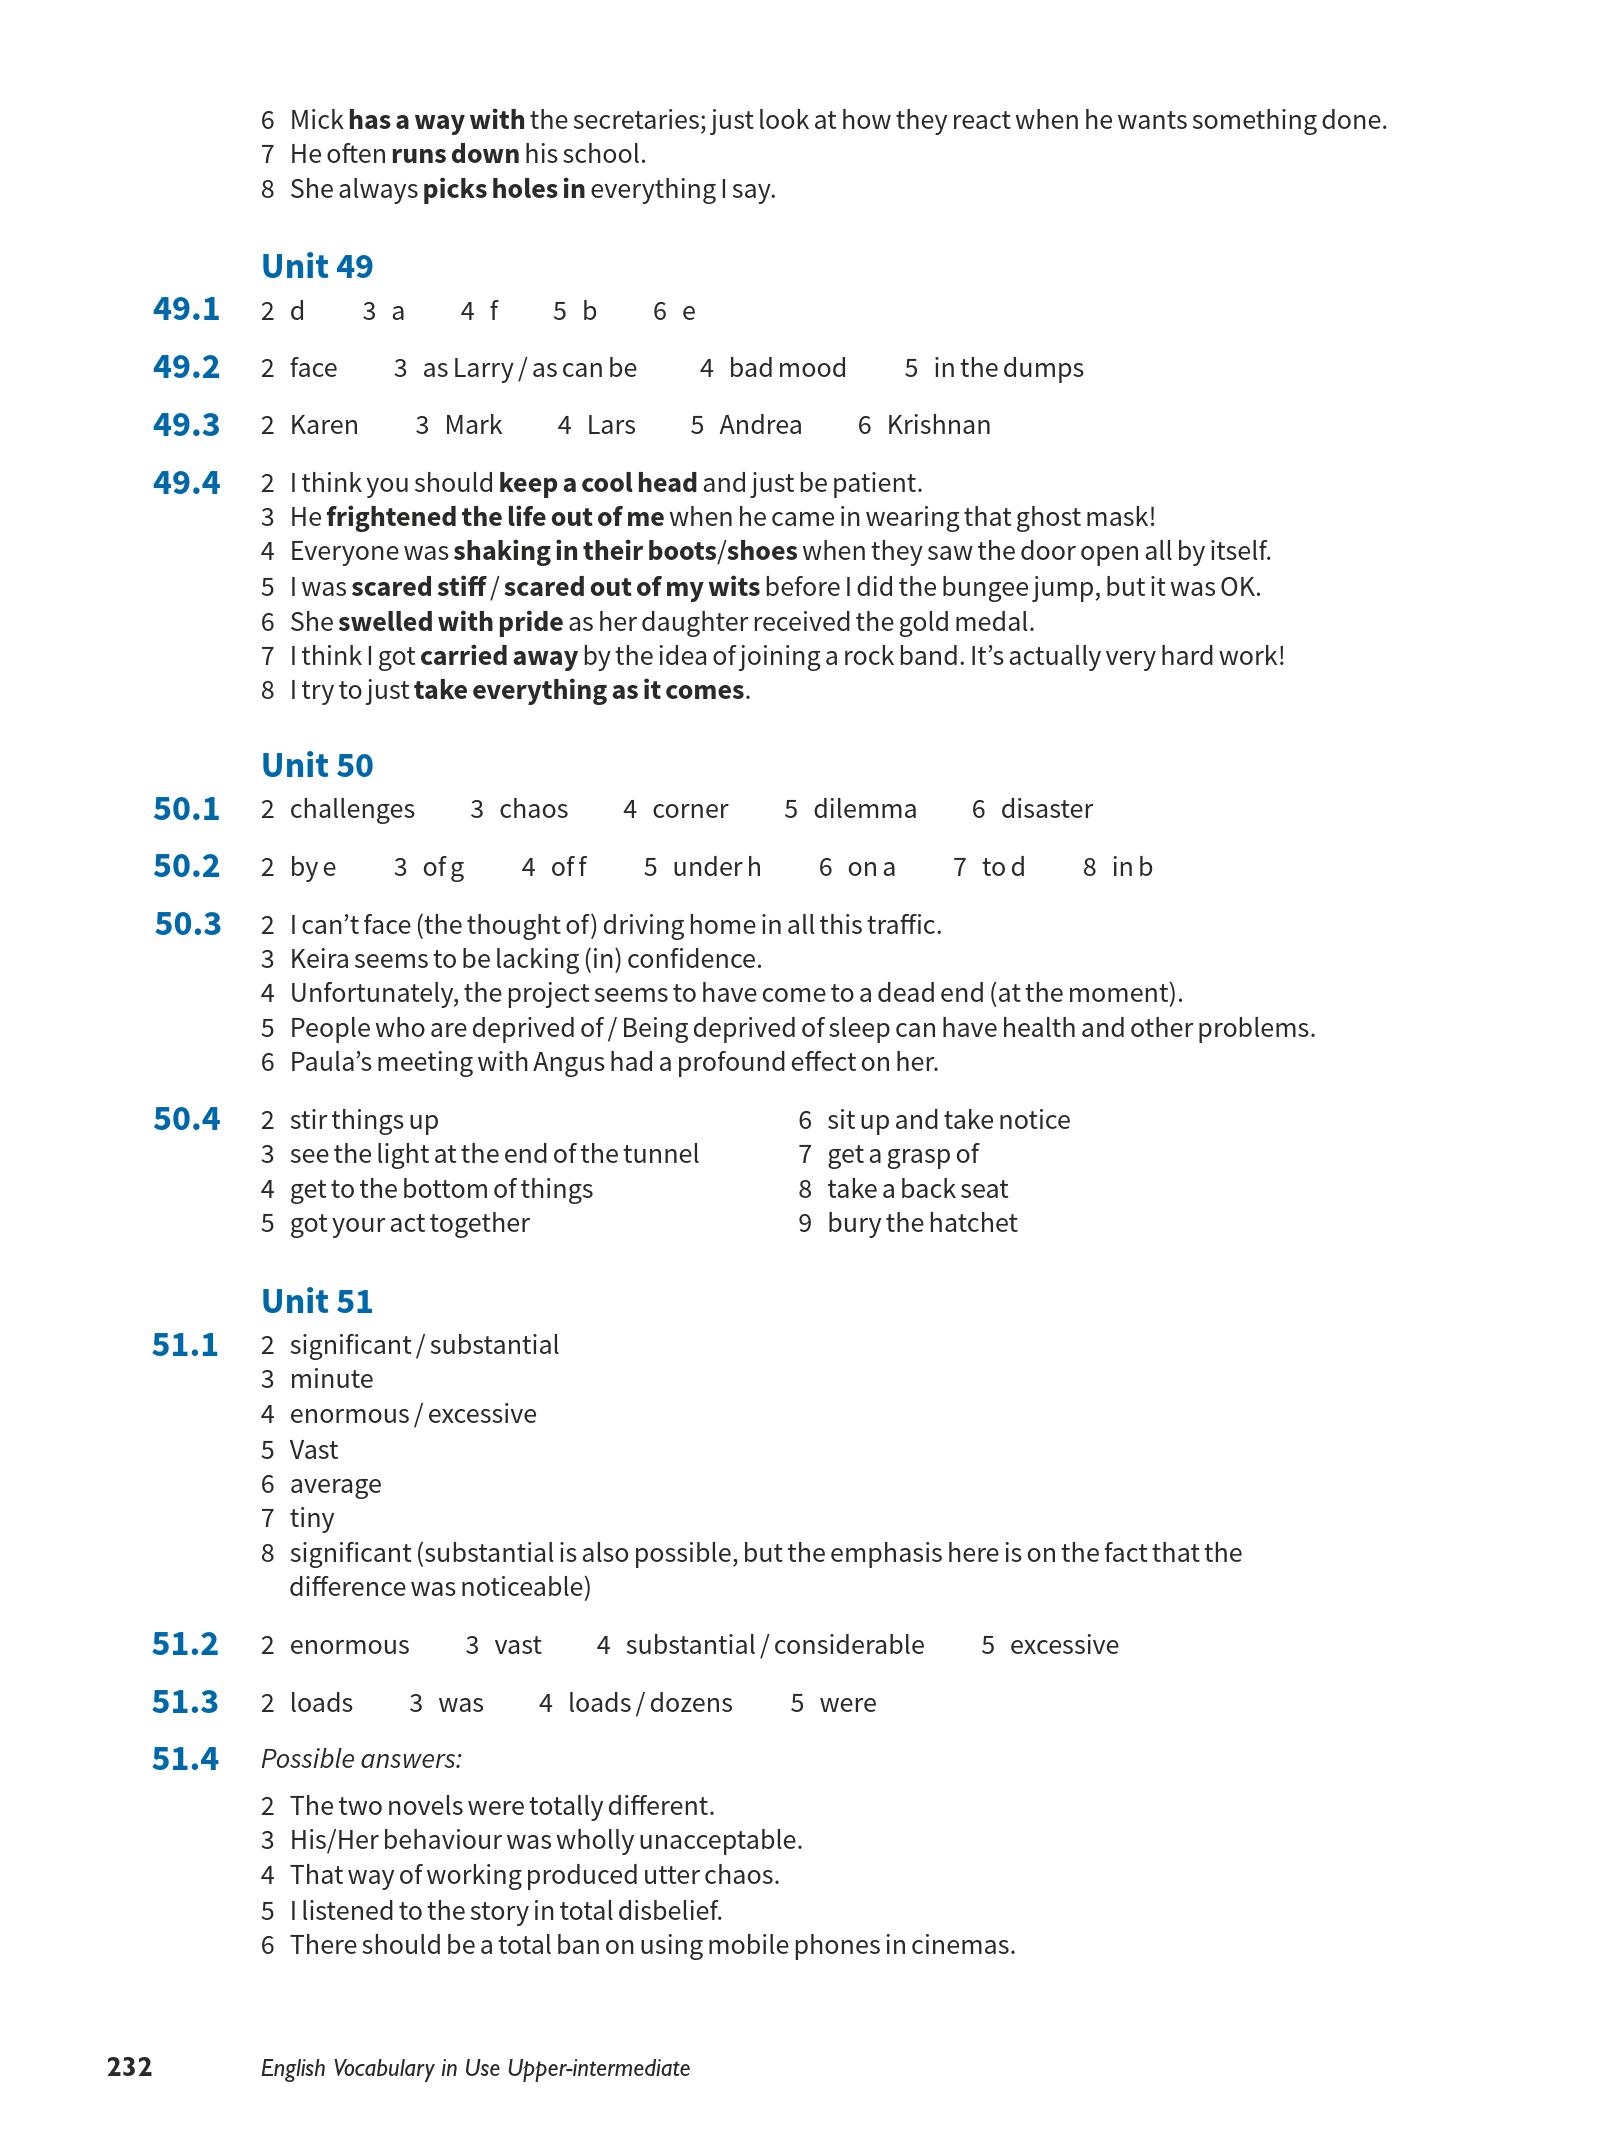 6 Mick has a way with the secretaries; just look at how they react when he wants something done.
7 He often runs down his school.
8 She always picks holes in everything I say.
Unit 49
49.1 2 d 3 a 4 f 5 b 6 e
49.2 2 face 3 as Larry / as can be 4 bad mood 5 in the dumps
49.3 2 Karen 3 Mark 4 Lars 5 Andrea 6 Krishnan
49.4 2 I think you should keep a cool head and just be patient.
3 He frightened the life out of me when he came in wearing that ghost mask!
4 Everyone was shaking in their boots/shoes when they saw the door open all by itself.
5 I was scared stiff / scared out of my wits before I did the bungee jump, but it was OK.
6 She swelled with pride as her daughter received the gold medal.
7 I think I got carried away by the idea of joining a rock band. It’s actually very hard work!
8 I try to just take everything as it comes.
Unit 50
50.1 2 challenges 3 chaos 4 corner 5 dilemma 6 disaster
50.2 2 by e 3 of g 4 of f 5 under h 6 on a 7 to d 8 in b
50.3 2 I can’t face (the thought of) driving home in all this traffic.
3 Keira seems to be lacking (in) confidence.
4 Unfortunately, the project seems to have come to a dead end (at the moment).
5 People who are deprived of / Being deprived of sleep can have health and other problems.
6 Paula’s meeting with Angus had a profound effect on her.
50.4 2 stir things up
3 see the light at the end of the tunnel
4 get to the bottom of things
5 got your act together
6 sit up and take notice
7 get a grasp of
8 take a back seat
9 bury the hatchet
Unit 51
51.1 2 significant / substantial
3 minute
4 enormous / excessive
5 Vast
6 average
7 tiny
8 significant (substantial is also possible, but the emphasis here is on the fact that the
difference was noticeable)
51.2 2 enormous 3 vast 4 substantial / considerable 5 excessive
51.3 2 loads 3 was 4 loads / dozens 5 were
51.4 Possible answers:
2 The two novels were totally different.
3 His/Her behaviour was wholly unacceptable.
4 That way of working produced utter chaos.
5 I listened to the story in total disbelief.
6 There should be a total ban on using mobile phones in cinemas.
232 English Vocabulary in Use Upper-intermediate